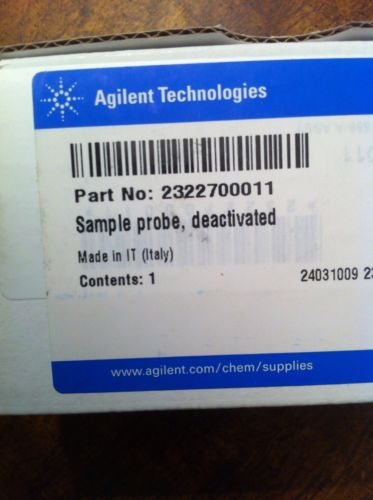 Agilent Technologies
Part No: 2322700011
Sample probe, deactivated
Made in IT (Italy)
Contents: 1
24031009 23
www.agilent.com/chem/supplies